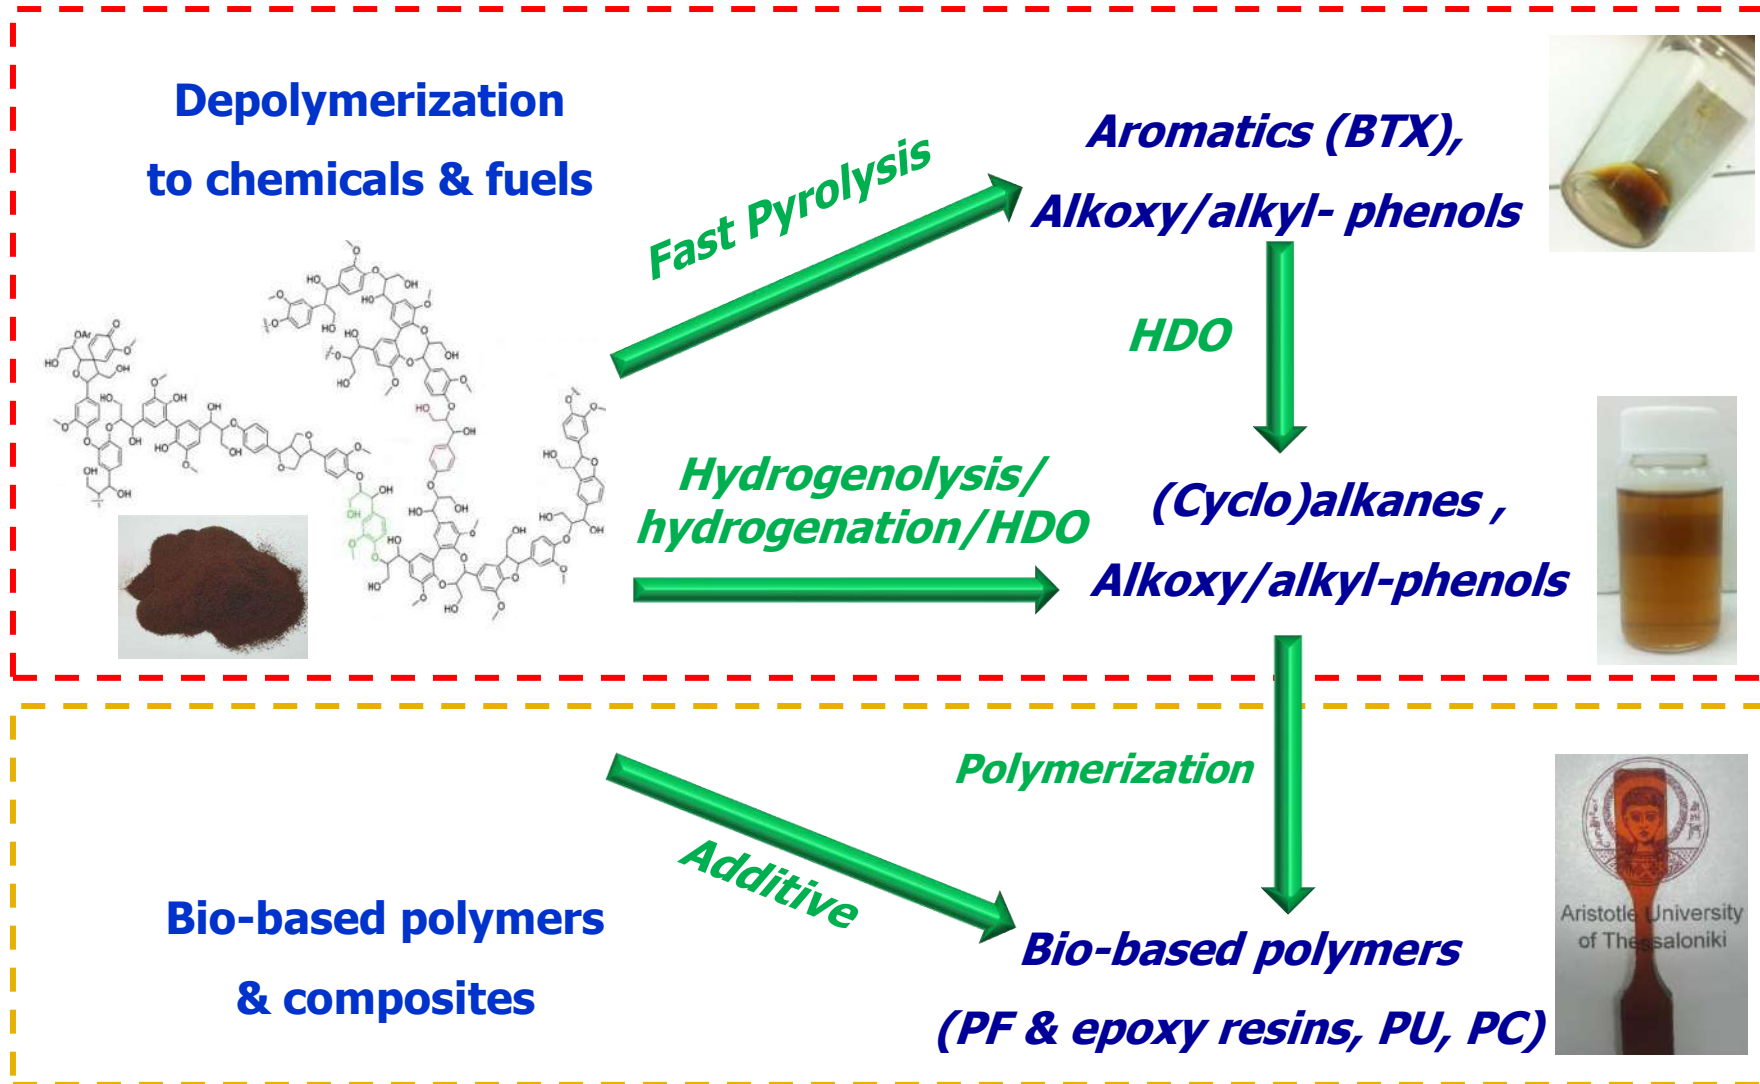 Depolymerization
to chemicals & fuels
Fast Pyrolysis
Aromatics (BTX),
Alkoxy/alkyl- phenols
HDO
Hydrogenolysis/
hydrogenation/HDO
(Cyclo)alkanes ,
Alkoxy/alkyl-phenols
Polymerization
Additive
Bio-based polymers
& composites
Bio-based polymers
(PF & epoxy resins, PU, PC)
Aristotle University
of Thessaloniki